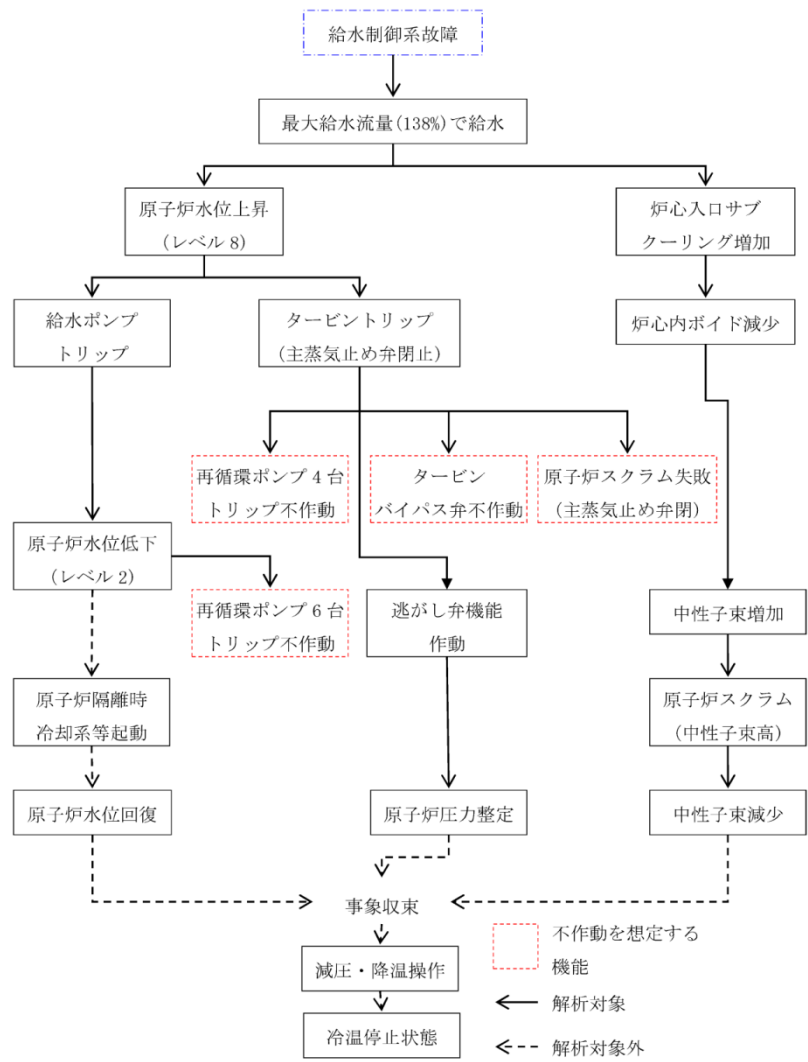 給水制御系故障
最大給水流量(138%)で給水
原子炉水位上昇
(レベル 8)
炉心入口サブ
クーリング増加
給水ポンプ
トリップ
タービントリップ
(主蒸気止め弁閉止)
炉心内ボイド減少
再循環ポンプ 4 台
トリップ不作動
タービン
バイパス弁不作動
原子炉スクラム失敗
(主蒸気止め弁閉)
原子炉水位低下
(レベル 2)
再循環ポンプ 6 台
トリップ不作動
逃がし弁機能
作動
中性子束増加
原子炉隔離時
冷却系等起動
原子炉スクラム
(中性子束高)
原子炉水位回復
原子炉圧力整定
中性子束減少
事象収束
減圧・降温操作
冷温停止状態
不作動を想定する
機能
解析対象
解析対象外